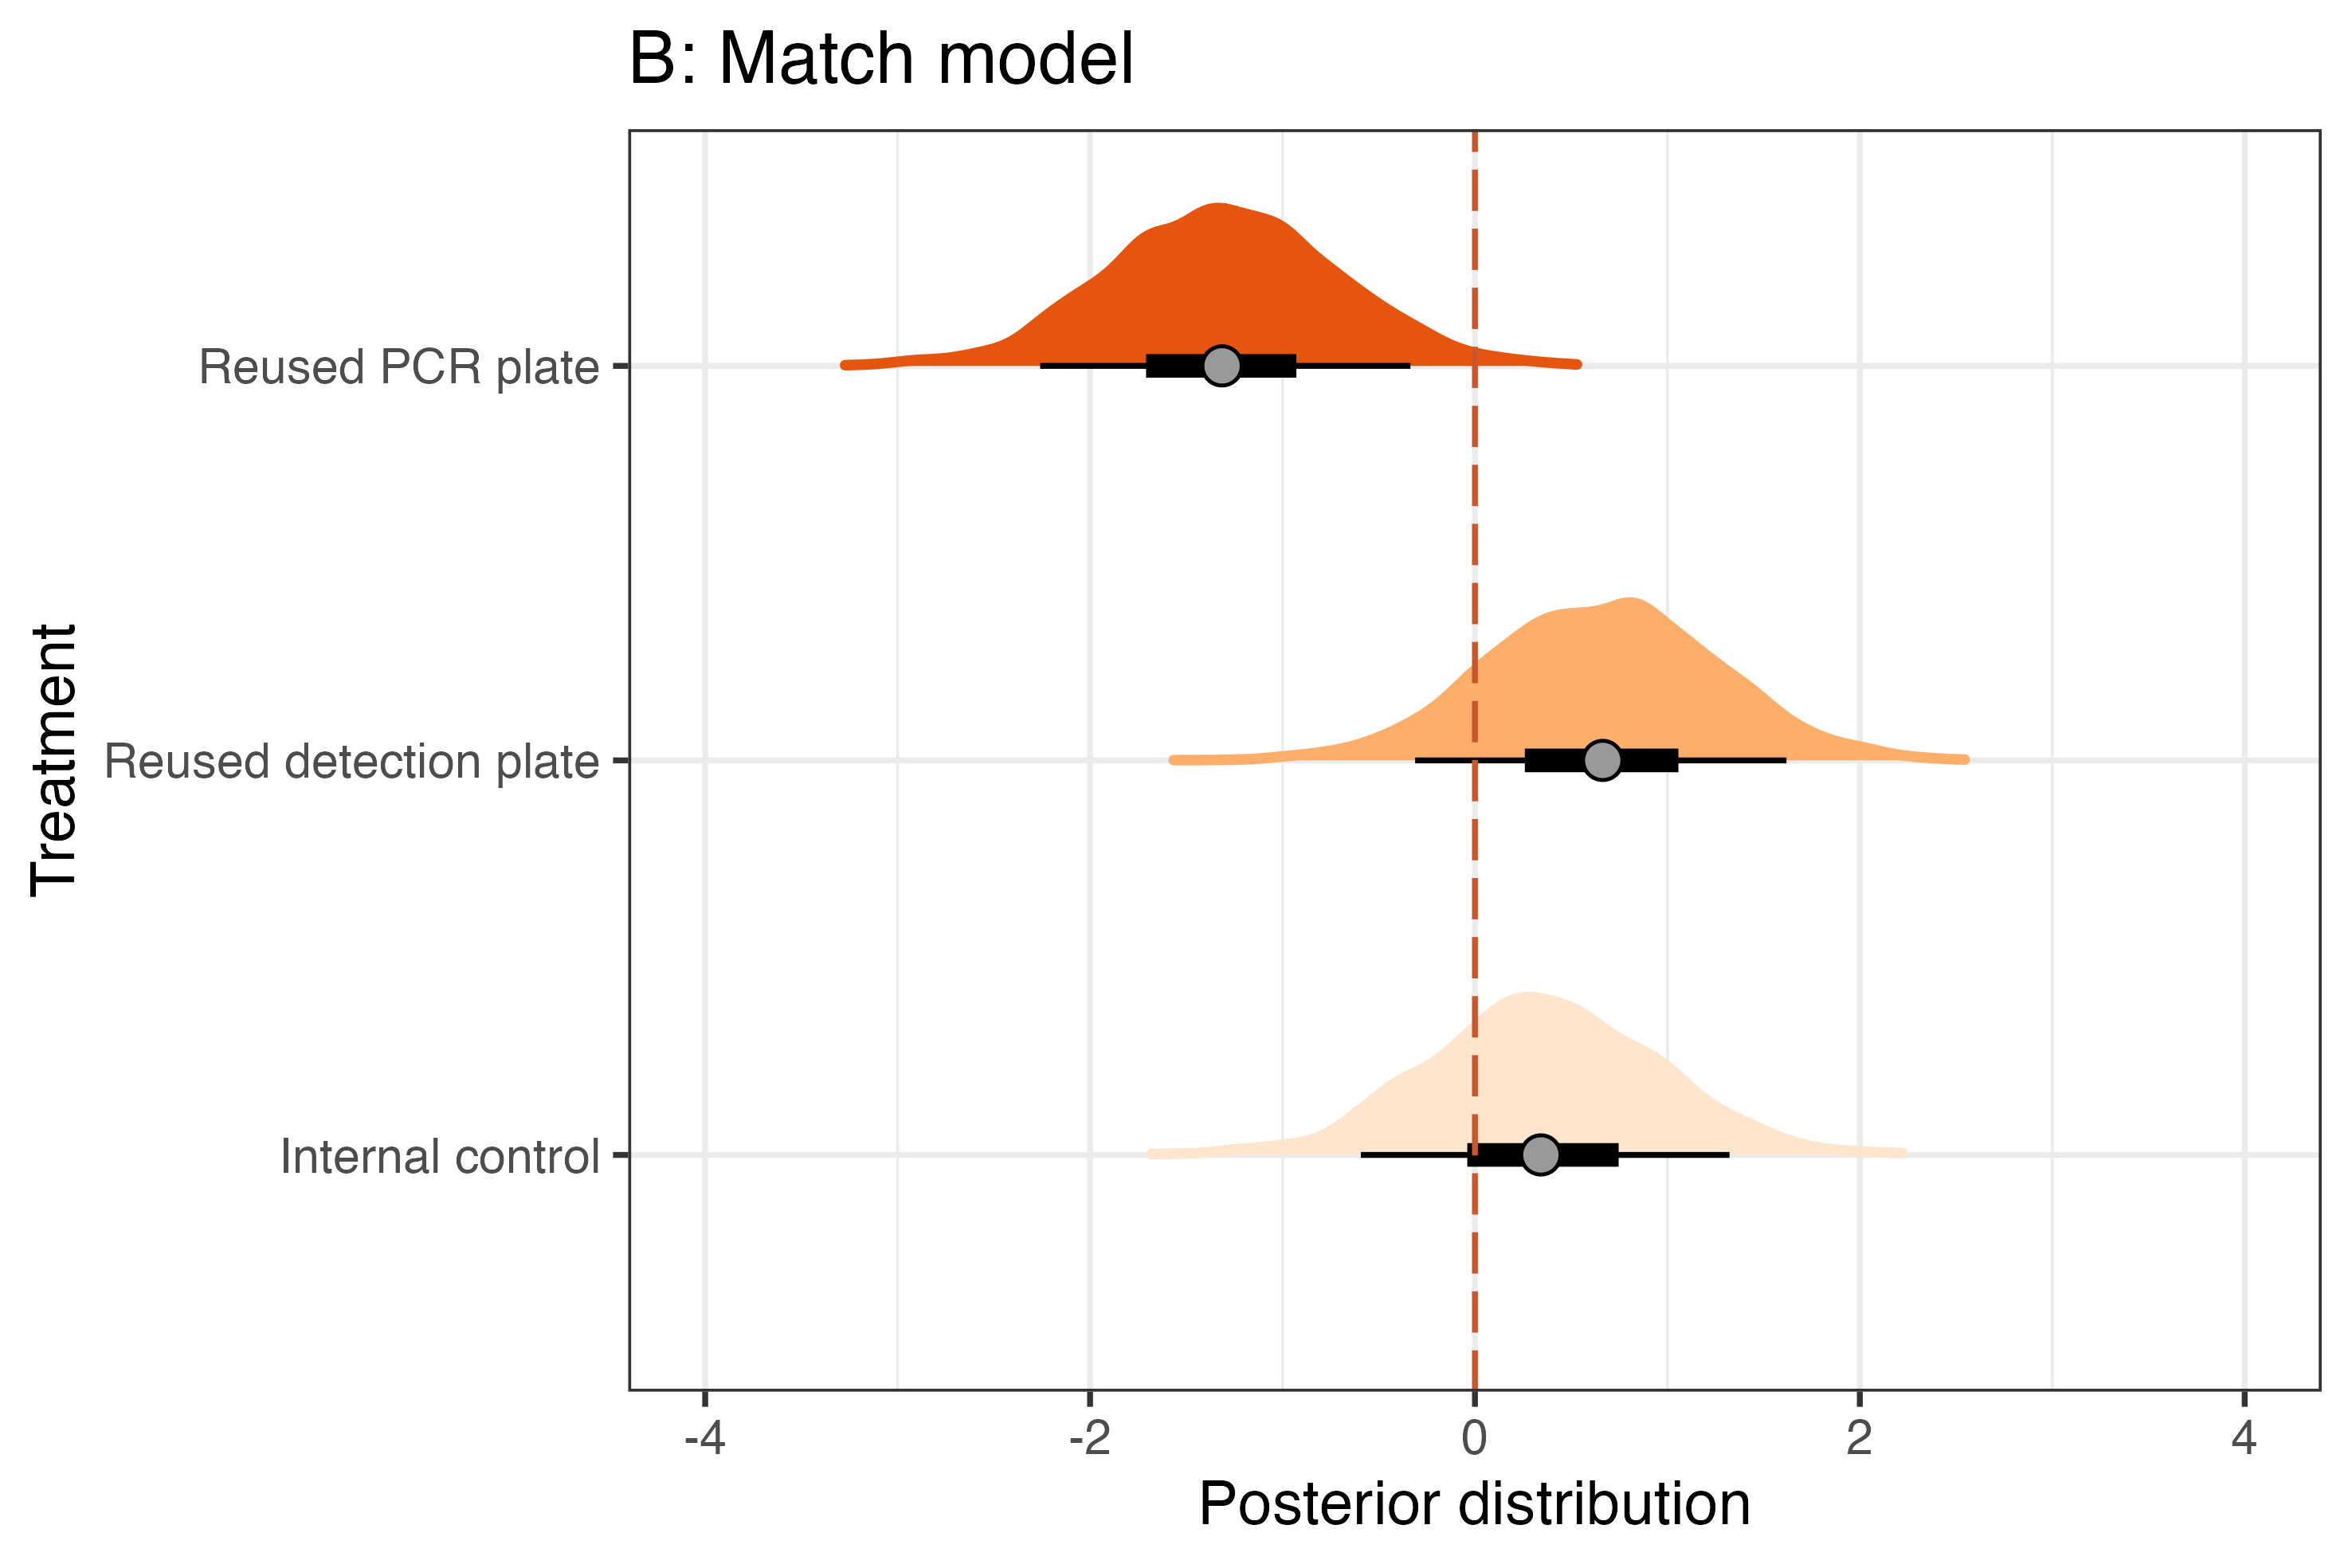 B: Match model
Treatment
Reused PCR plate
Reused detection plate
Internal control
-4
-2
0
2
4
Posterior distribution